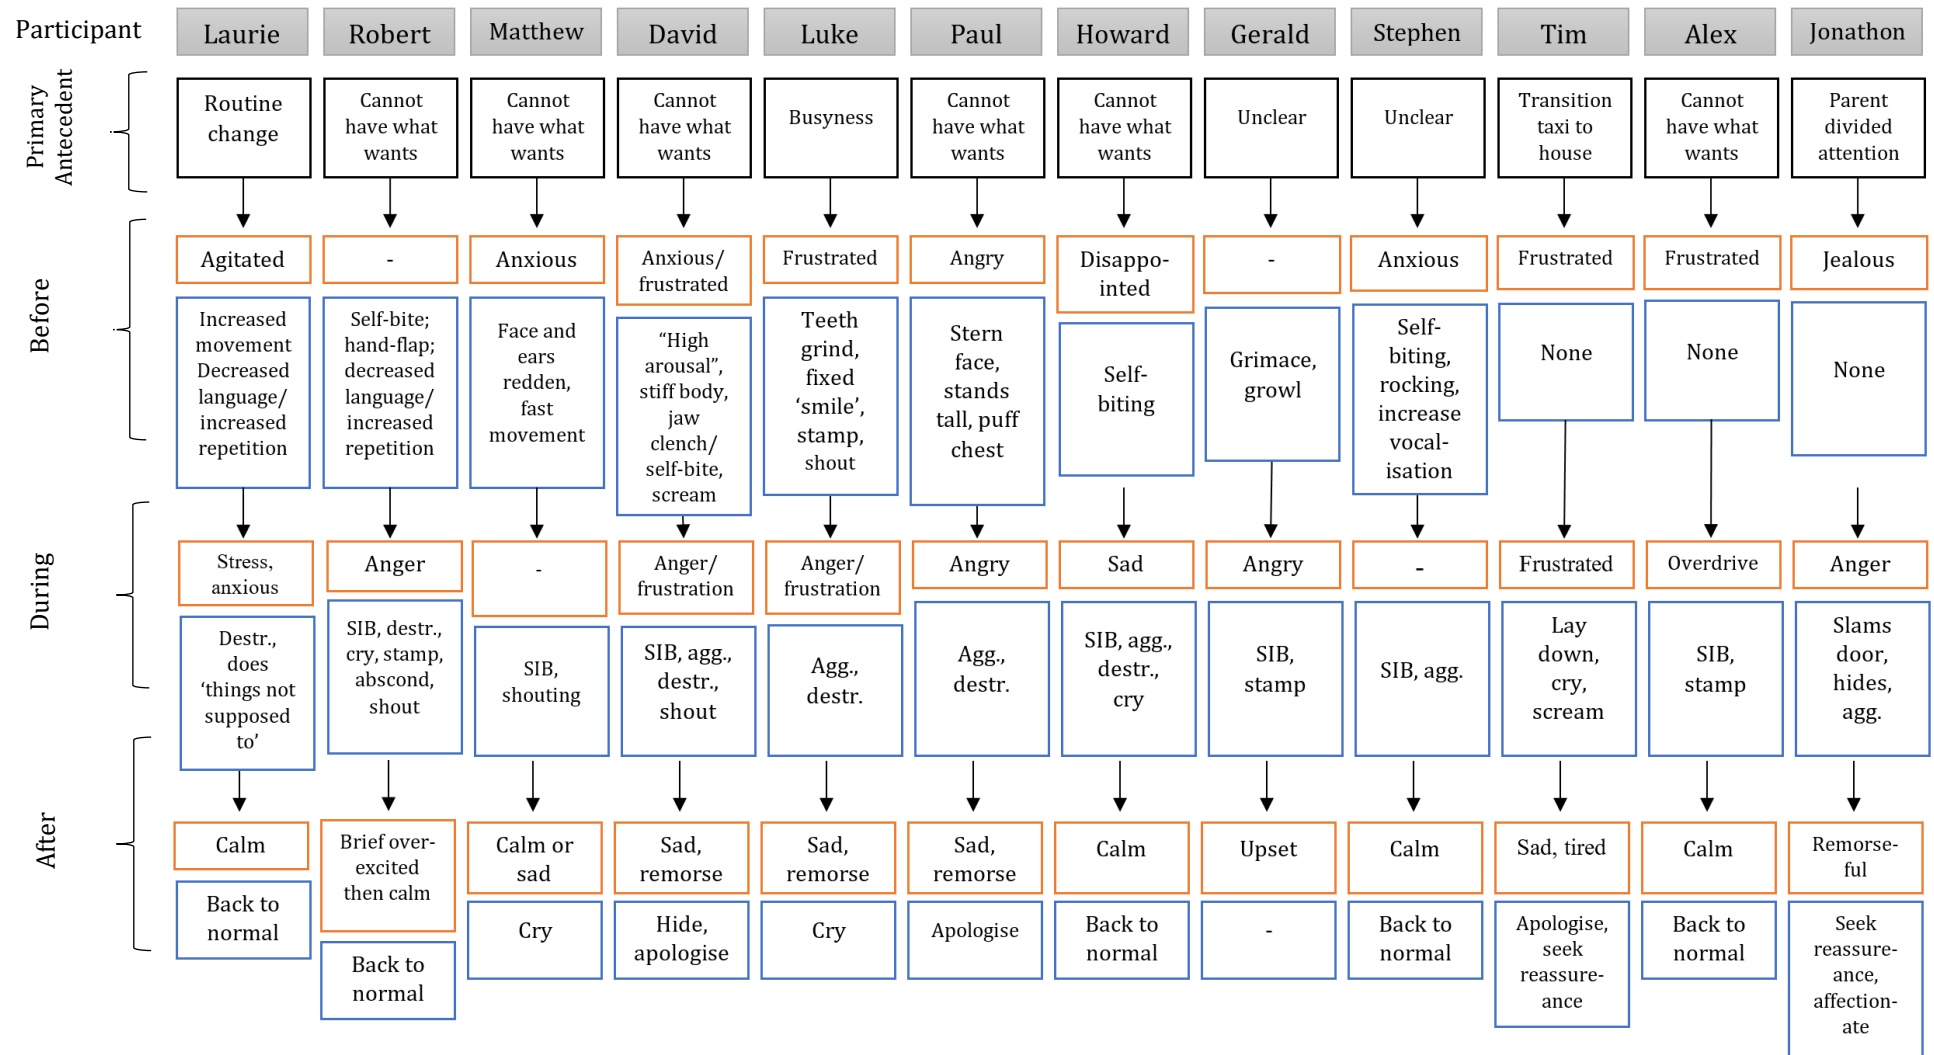 Participant
Laurie
Robert
Matthew
David
Luke
Paul
Howard
Gerald
Stephen
Tim
Alex
Jonathon
Primary
Antecedent
Routine
change
Cannot
have what
wants
Cannot
have what
wants
Cannot
have what
wants
Busyness
Cannot
have what
wants
Cannot
have what
wants
Unclear
Unclear
Transition
taxi to
house
Cannot
have what
wants
Parent
divided
attention
Before
Agitated
-
Anxious
Anxious/
frustrated
Frustrated
Angry
Disappo-
inted
-
Anxious
Frustrated
Frustrated
Jealous
Increased
movement
Decreased
language/
increased
repetition
Self-bite;
hand-flap;
decreased
language/
increased
repetition
Face and
ears
redden,
fast
movement
“High
arousal”,
stiff body,
jaw
clench/
self-bite,
scream
Teeth
grind,
fixed
‘smile’,
stamp,
shout
Stern
face,
stands
tall, puff
chest
Self-
biting
Grimace,
growl
Self-
biting,
rocking,
increase
vocal-
isation
None
None
None
During
Stress,
anxious
Anger
-
Anger/
frustration
Anger/
frustration
Angry
Sad
Angry
-
Frustrated
Overdrive
Anger
Destr.,
does
‘things not
supposed
to’
SIB, destr.,
cry, stamp,
abscond,
shout
SIB,
shouting
SIB, agg.,
destr.,
shout
Agg.,
destr.
Agg.,
destr.
SIB, agg.,
destr.,
cry
SIB,
stamp
SIB, agg.
Lay
down,
cry,
scream
SIB,
stamp
Slams
door,
hides,
agg.
After
Calm
Brief over-
excited
then calm
Calm or
sad
Sad,
remorse
Sad,
remorse
Sad,
remorse
Calm
Upset
Calm
Sad, tired
Calm
Remorse-
ful
Back to
normal
Back to
normal
Cry
Hide,
apologise
Cry
Apologise
Back to
normal
-
Back to
normal
Apologise,
seek
reassure-
ance
Back to
normal
Seek
reassure-
ance,
affection-
ate